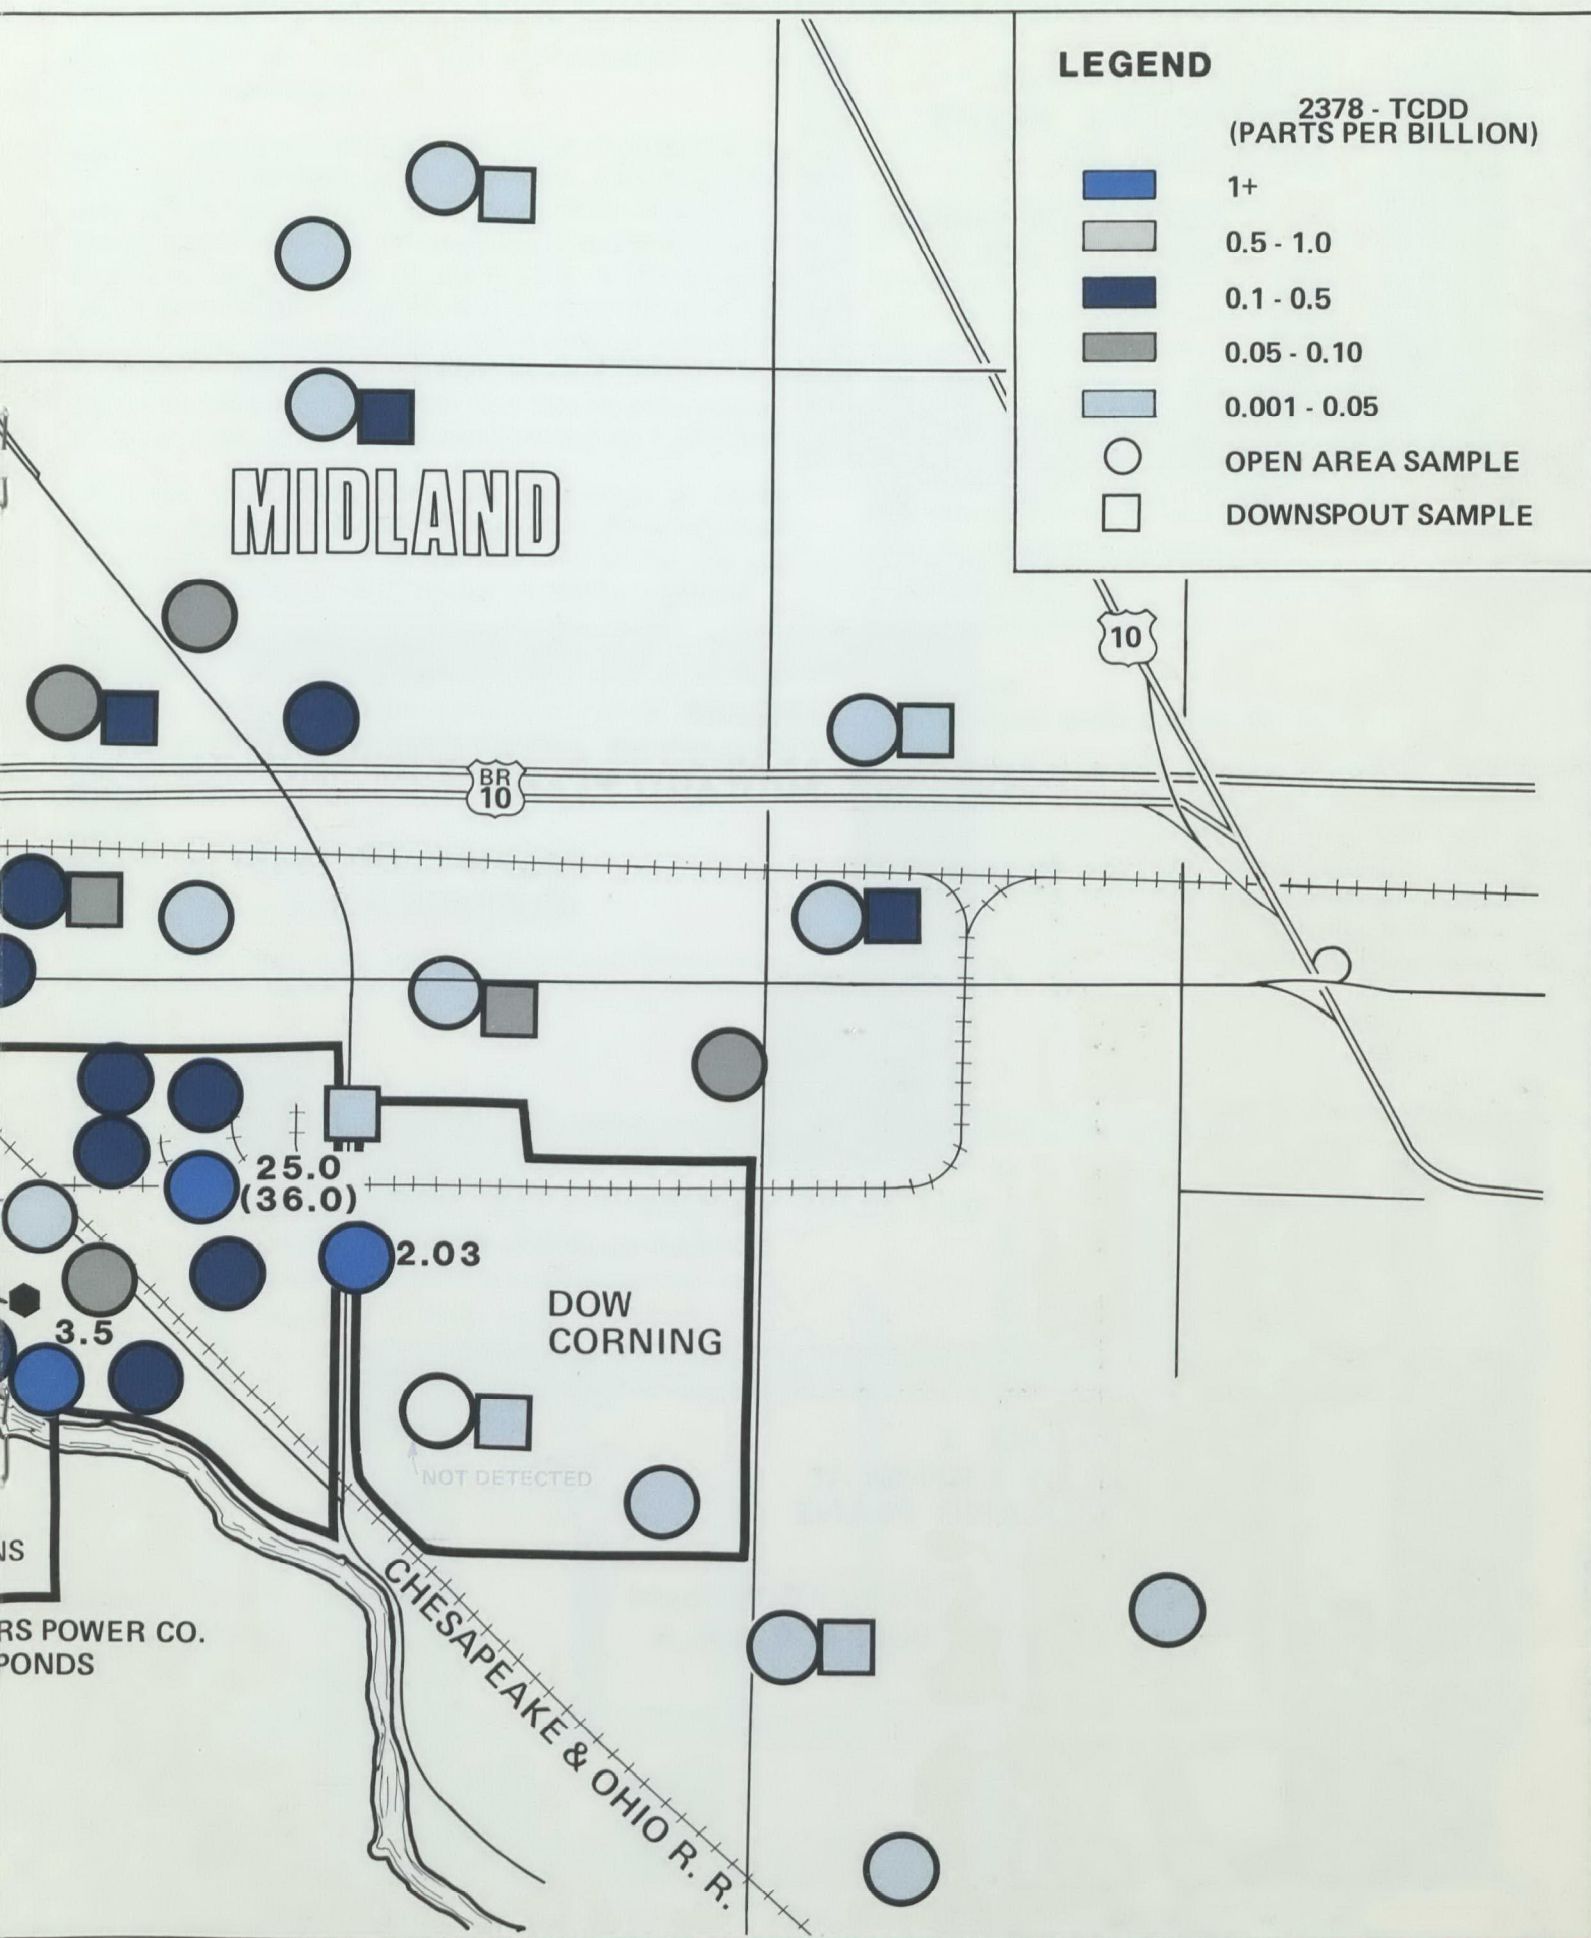 LEGEND
2378 - TCDD
(PARTS PER BILLION)
1+
0.5 - 1.0
0.1 - 0.5
0.05 - 0.10
0.001 - 0.05
OPEN AREA SAMPLE
DOWNSPOUT SAMPLE
MIDLAND
10
BR
10
25.0
(36.0)
2.03
3.5
DOW
CORNING
NOT DETECTED
NS
RS POWER CO.
PONDS
CHESAPEAKE & OHIO R. R.